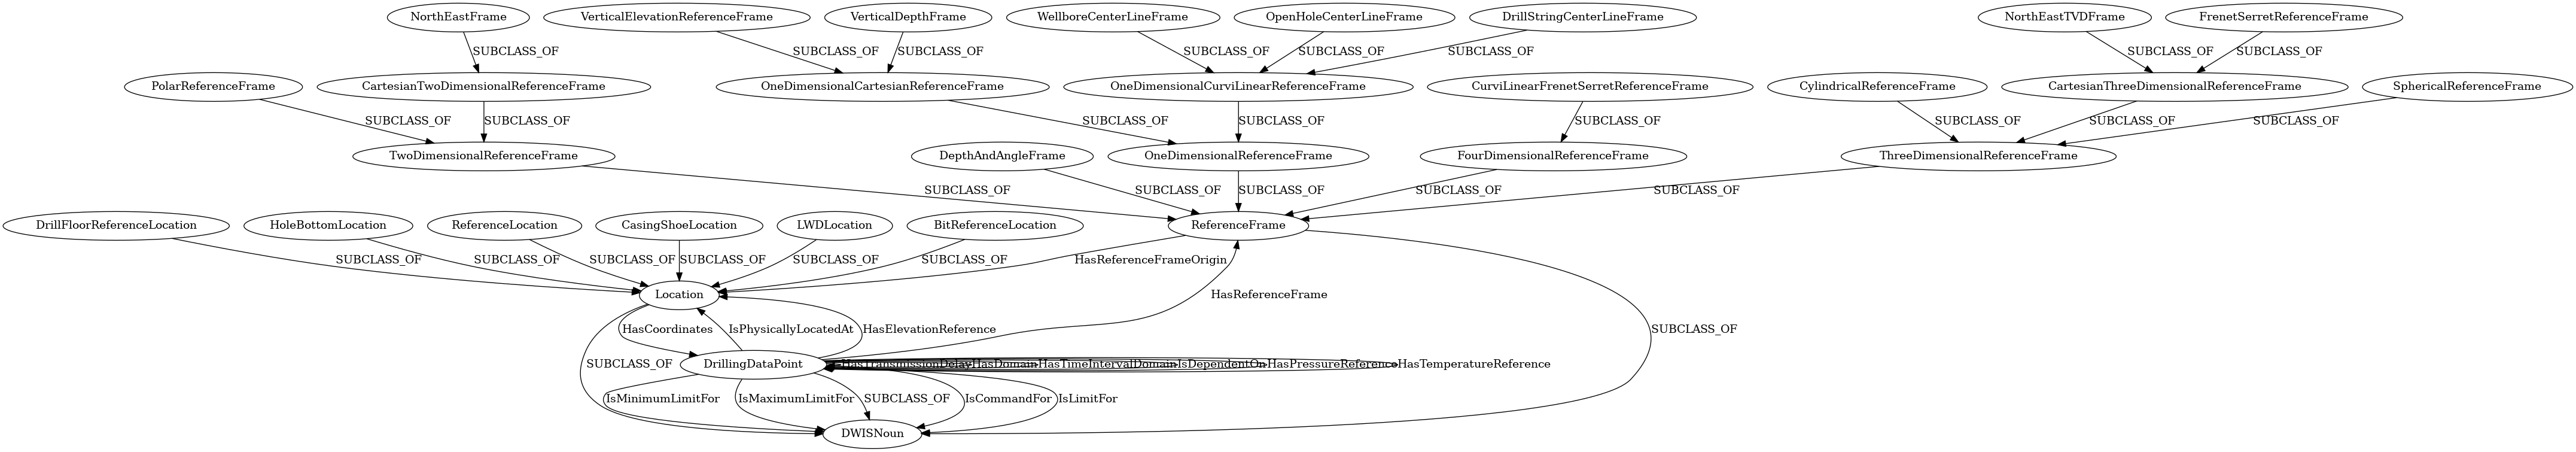 NorthEastFrame
VerticalElevationReferenceFrame
VerticalDepthFrame
WellboreCenterLineFrame
OpenHoleCenterLineFrame
DrillStringCenterLineFrame
NorthEastTVDFrame
FrenetSerretReferenceFrame
SUBCLASS_OF
SUBCLASS_OF
SUBCLASS_OF
SUBCLASS_OF
SUBCLASS_OF
SUBCLASS_OF
SUBCLASS_OF
SUBCLASS_OF
PolarReferenceFrame
CartesianTwoDimensionalReferenceFrame
OneDimensionalCartesianReferenceFrame
OneDimensionalCurviLinearReferenceFrame
CurviLinearFrenetSerretReferenceFrame
CylindricalReferenceFrame
CartesianThreeDimensionalReferenceFrame
SphericalReferenceFrame
SUBCLASS_OF
SUBCLASS_OF
SUBCLASS_OF
SUBCLASS_OF
SUBCLASS_OF
SUBCLASS_OF
SUBCLASS_OF
SUBCLASS_OF
TwoDimensionalReferenceFrame
DepthAndAngleFrame
OneDimensionalReferenceFrame
FourDimensionalReferenceFrame
ThreeDimensionalReferenceFrame
SUBCLASS_OF
SUBCLASS_OF
SUBCLASS_OF
SUBCLASS_OF
SUBCLASS_OF
DrillFloorReferenceLocation
HoleBottomLocation
ReferenceLocation
CasingShoeLocation
LWDLocation
BitReferenceLocation
ReferenceFrame
SUBCLASS_OF
SUBCLASS_OF
SUBCLASS_OF
SUBCLASS_OF
SUBCLASS_OF
SUBCLASS_OF
HasReferenceFrameOrigin
Location
HasReferenceFrame
HasCoordinates
IsPhysicallyLocatedAt
HasElevationReference
SUBCLASS_OF
SUBCLASS_OF
DrillingDataPoint
HasTransmissionDelay
HasDomain
HasTimeIntervalDomain
IsDependentOn
HasPressureReference
HasTemperatureReference
IsMinimumLimitFor
IsMaximumLimitFor
SUBCLASS_OF
IsCommandFor
IsLimitFor
DWISNoun